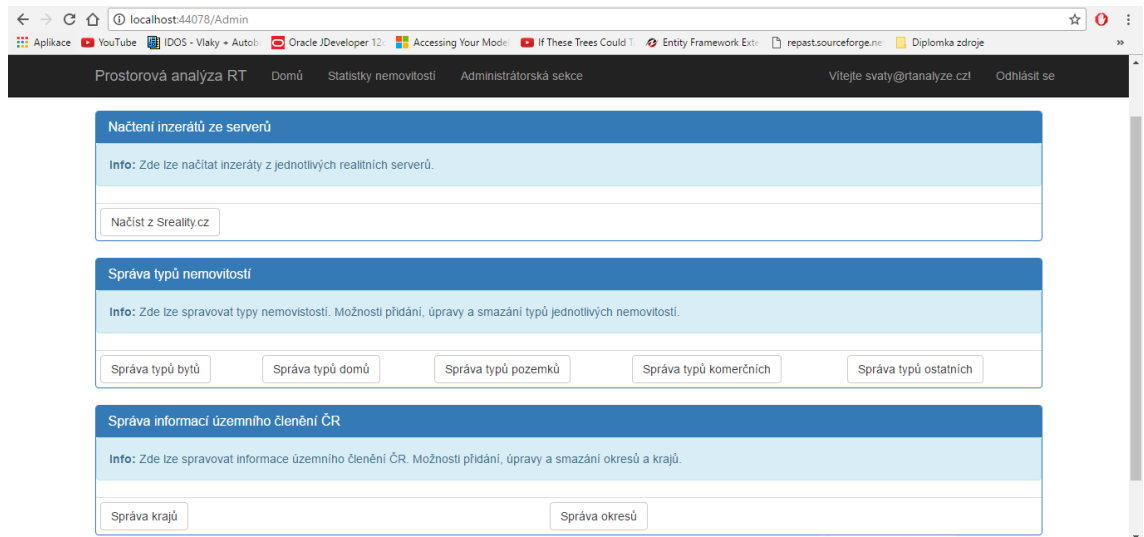 localhost:44078/Admin
Aplikace YouTube IDOS - Vlaky + Autob Oracle JDeveloper 12c Accessing Your Model If These Trees Could T Entity Framework Exte repast.sourceforge.ne Diplomka zdroje »
Prostorová analýza RT Domů Statistky nemovitostí Administrátorská sekce Vítejte svaty@rtanalyze.cz! Odhlásit se
Načtení inzerátů ze serverů
Info: Zde lze načítat inzeráty z jednotlivých realitních serverů.
Načíst z Sreality.cz
Správa typů nemovitostí
Info: Zde lze spravovat typy nemovistostí. Možnosti přidání, úpravy a smazání typů jednotlivých nemovitostí.
Správa typů bytů Správa typů domů Správa typů pozemků Správa typů komerčních Správa typů ostatních
Správa informací územního členění ČR
Info: Zde lze spravovat informace územního členění ČR. Možnosti přidání, úpravy a smazání okresů a krajů.
Správa krajů Správa okresů